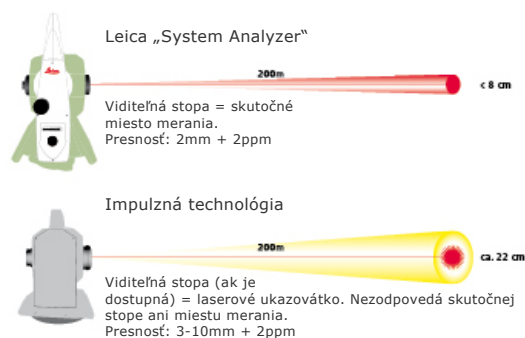 Leica „System Analyzer“
Leica
200m
< 8 cm
Viditeľná stopa = skutočné
miesto merania.
Presnosť: 2mm + 2ppm
Impulzná technológia
200m
ca. 22 cm
Viditeľná stopa (ak je
dostupná) = laserové ukazovátko. Nezodpovedá skutočnej
stope ani miestu merania.
Presnosť: 3-10mm + 2ppm